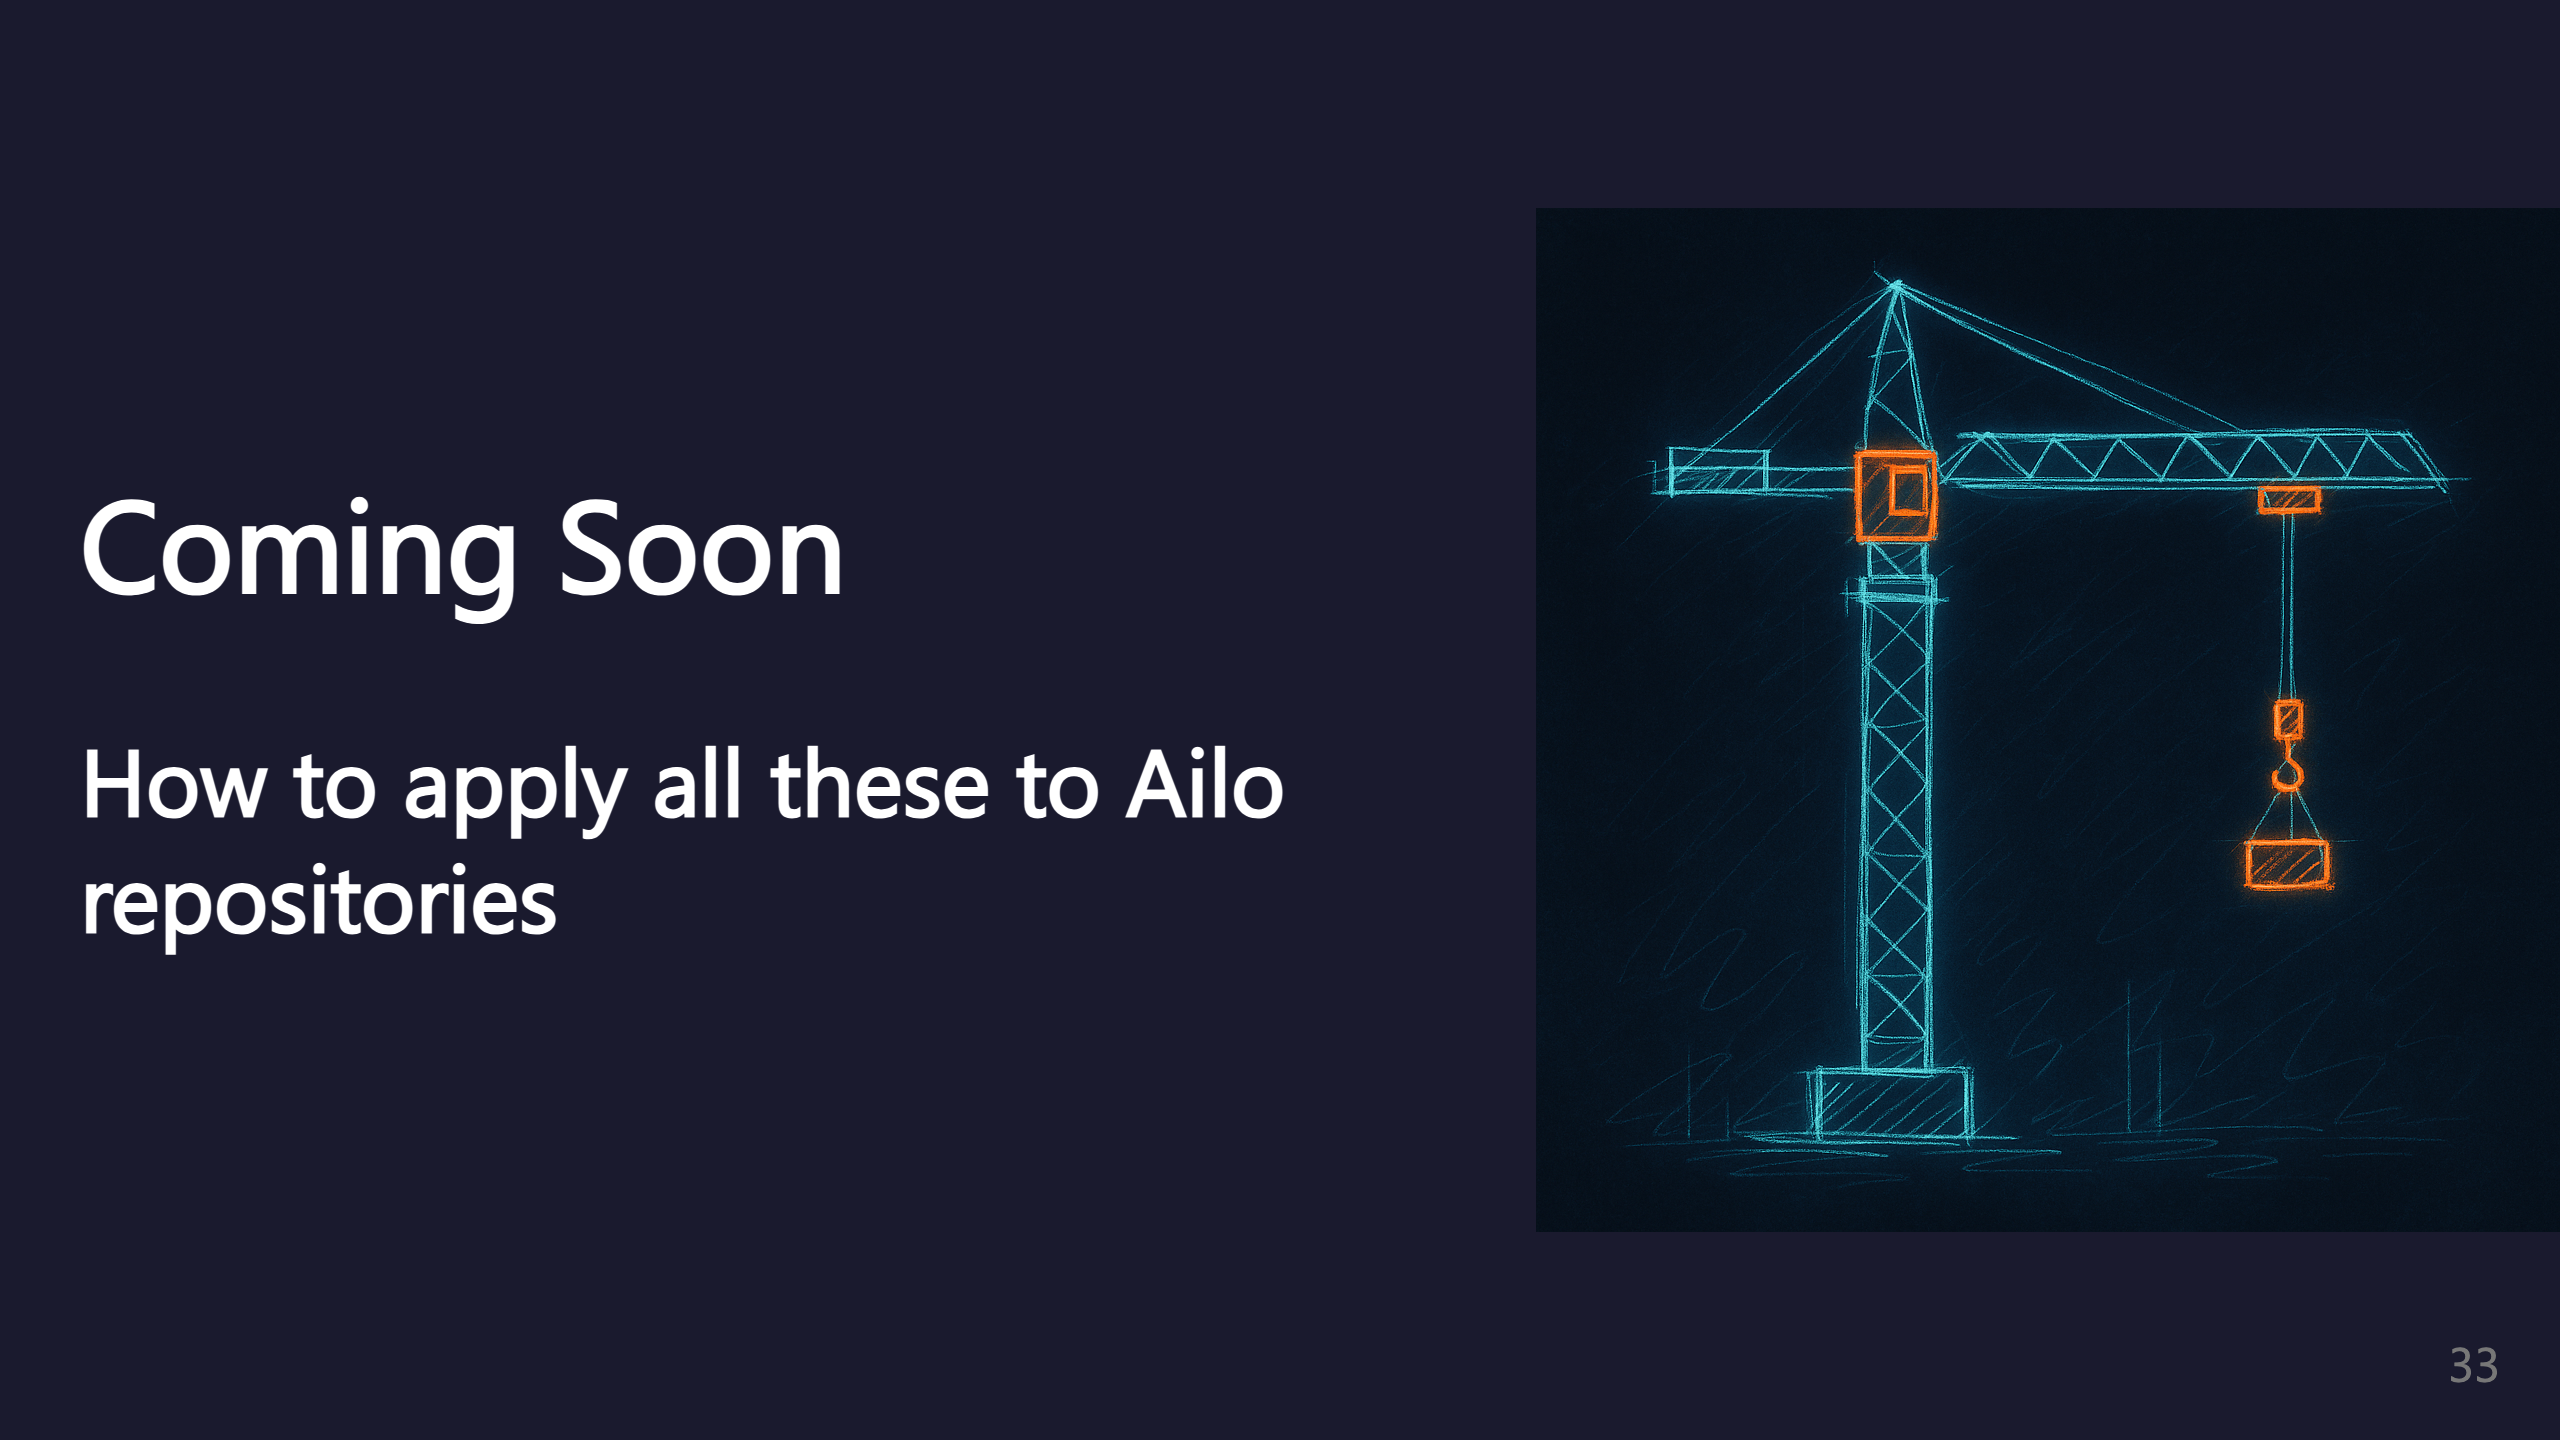 Coming Soon
How to apply all these to Ailo
repositories
33